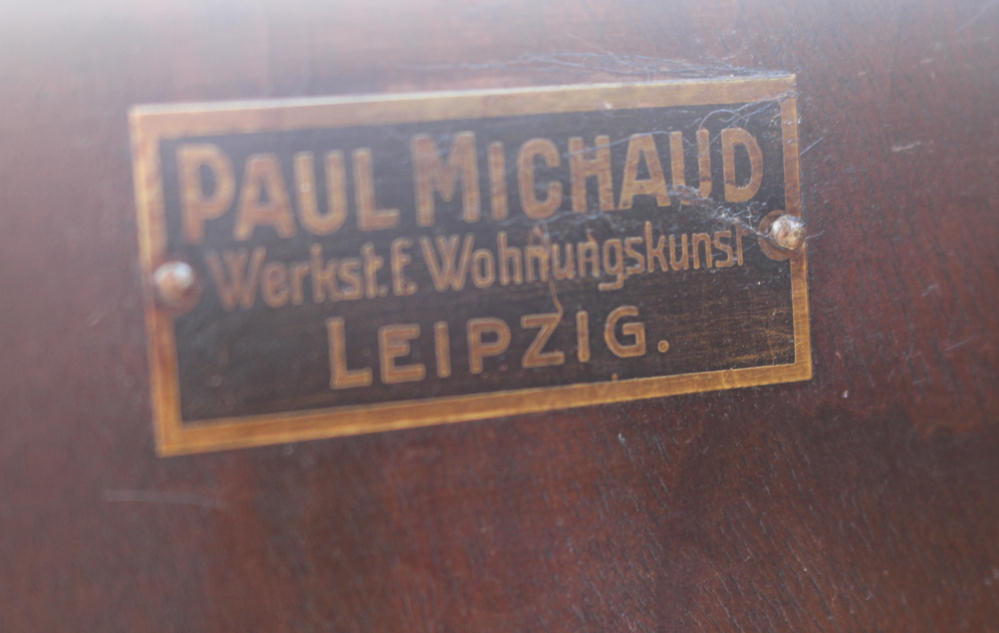 PAUL MICHAUD
Werkst. f. Wohnungskunst
LEIPZIG.